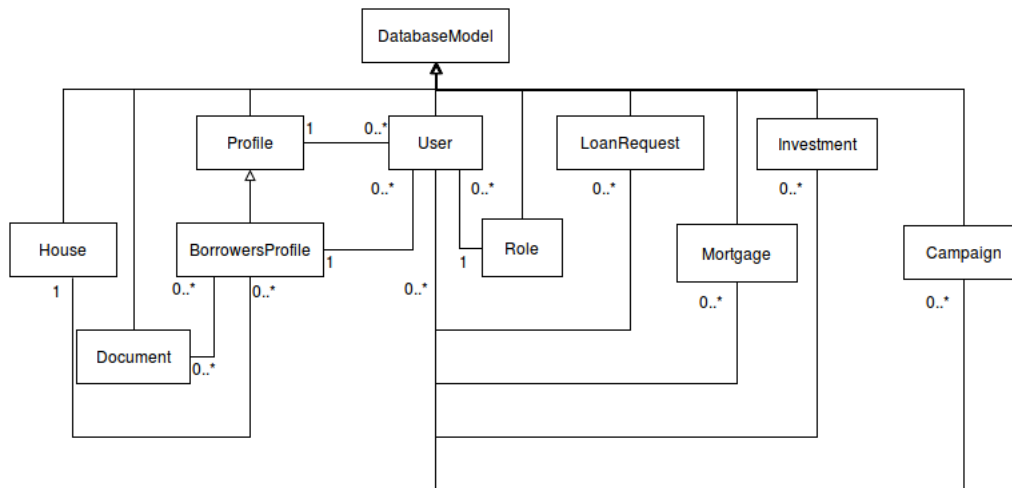 DatabaseModel
1
0..*
Profile
User
LoanRequest
Investment
0..*
0..*
0..*
0..*
House
BorrowersProfile
Role
Mortgage
Campaign
1
1
1
0..*
0..*
0..*
0..*
0..*
Document
0..*